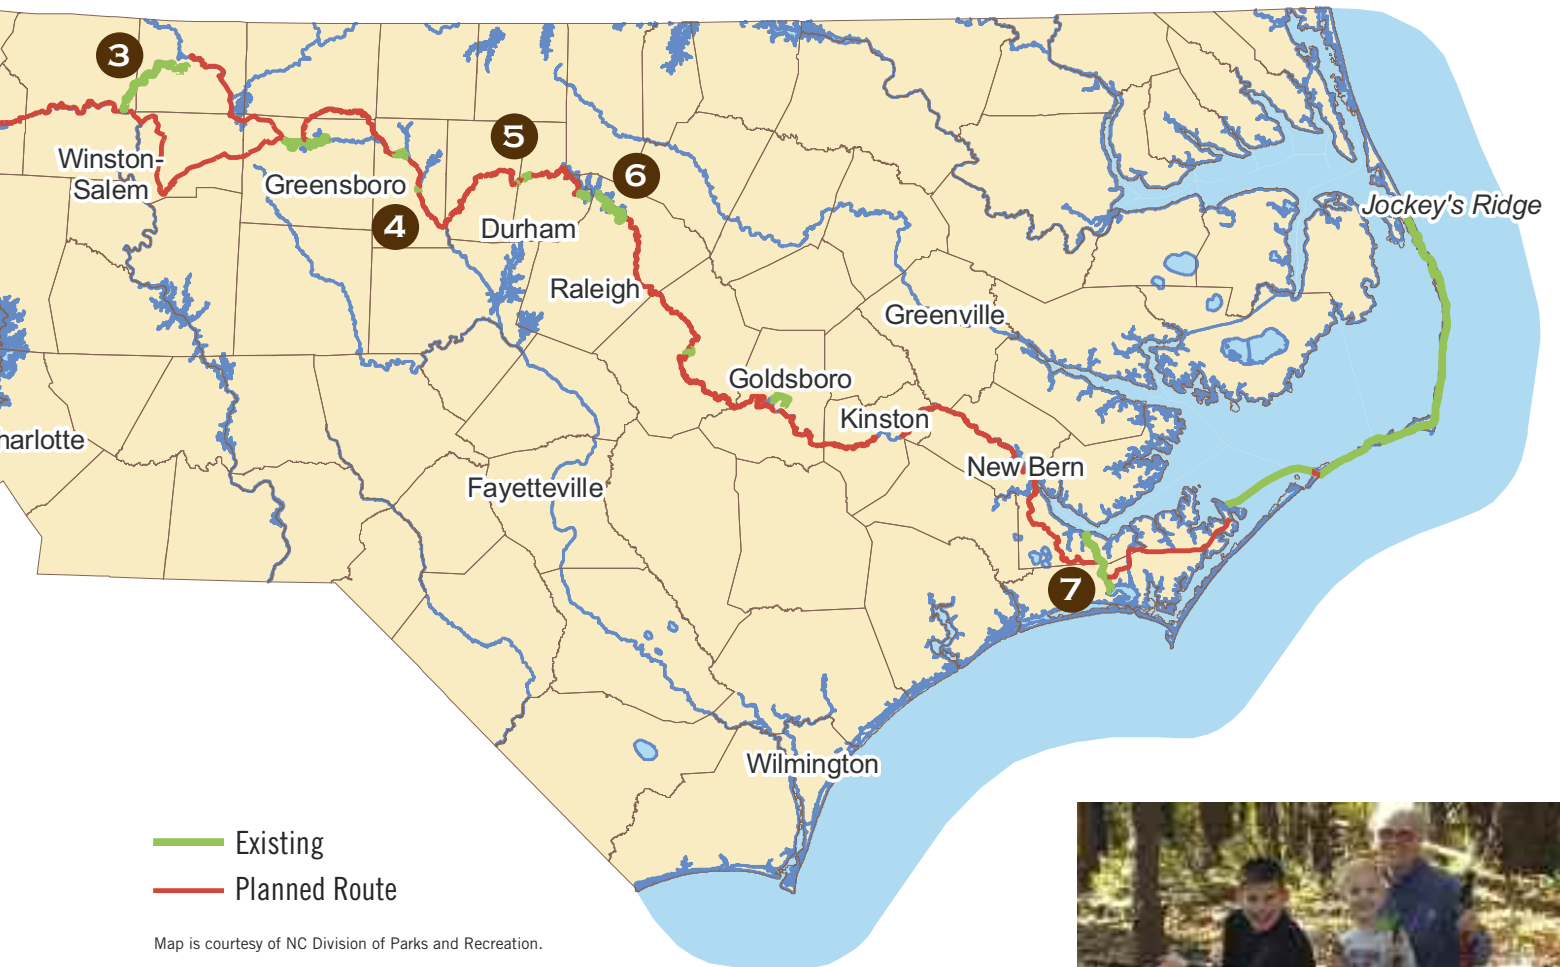 3
5
6
Winston-
Salem
Greensboro
4
Durham
Jockey's Ridge
Raleigh
Greenville
Goldsboro
Kinston
harlotte
New Bern
Fayetteville
7
Wilmington
Existing
Planned Route
Map is courtesy of NC Division of Parks and Recreation.